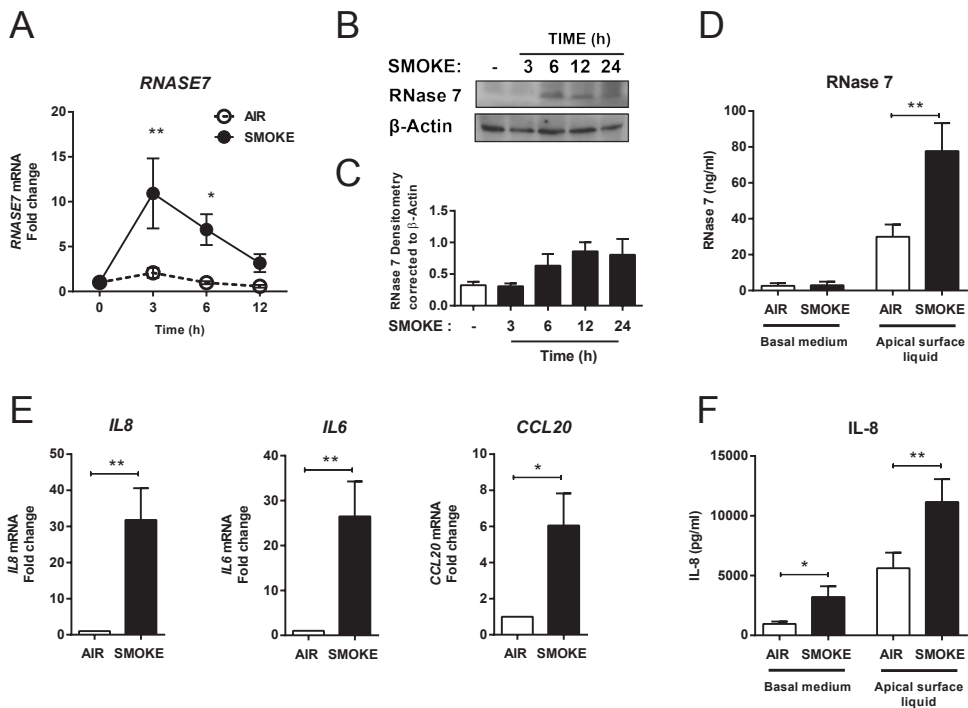 A
RNASE7
AIR
SMOKE
RNASE7 mRNA
Fold change
20
15
10
5
0
**
*
0 3 6 12
Time (h)
B
TIME (h)
SMOKE: - 3 6 12 24
RNase 7
β-Actin
C
RNase 7 Densitometry
corrected to β-Actin
1.5
1.0
0.5
0.0
SMOKE : - 3 6 12 24
Time (h)
D
RNase 7
RNase 7 (ng/ml)
100
80
60
40
20
0
**
AIR SMOKE AIR SMOKE
Basal medium Apical surface
liquid
E
IL8
IL8 mRNA
Fold change
50
40
30
20
10
0
**
AIR SMOKE
IL6
IL6 mRNA
Fold change
40
30
20
10
0
**
AIR SMOKE
CCL20
CCL20 mRNA
Fold change
10
8
6
4
2
0
*
AIR SMOKE
F
IL-8
IL-8 (pg/ml)
15000
10000
5000
0
*
**
AIR SMOKE AIR SMOKE
Basal medium Apical surface
liquid